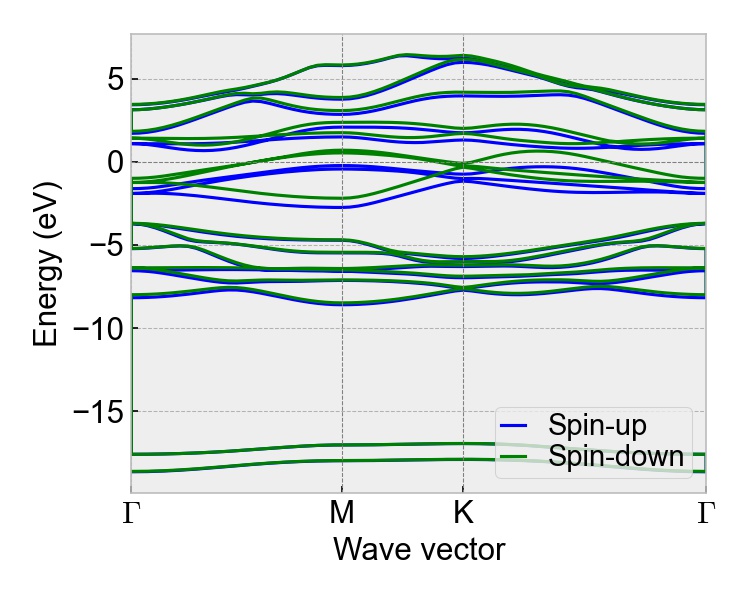 Energy (eV)
5
0
−5
−10
−15
Spin-up
Spin-down
Γ M K Γ
Wave vector